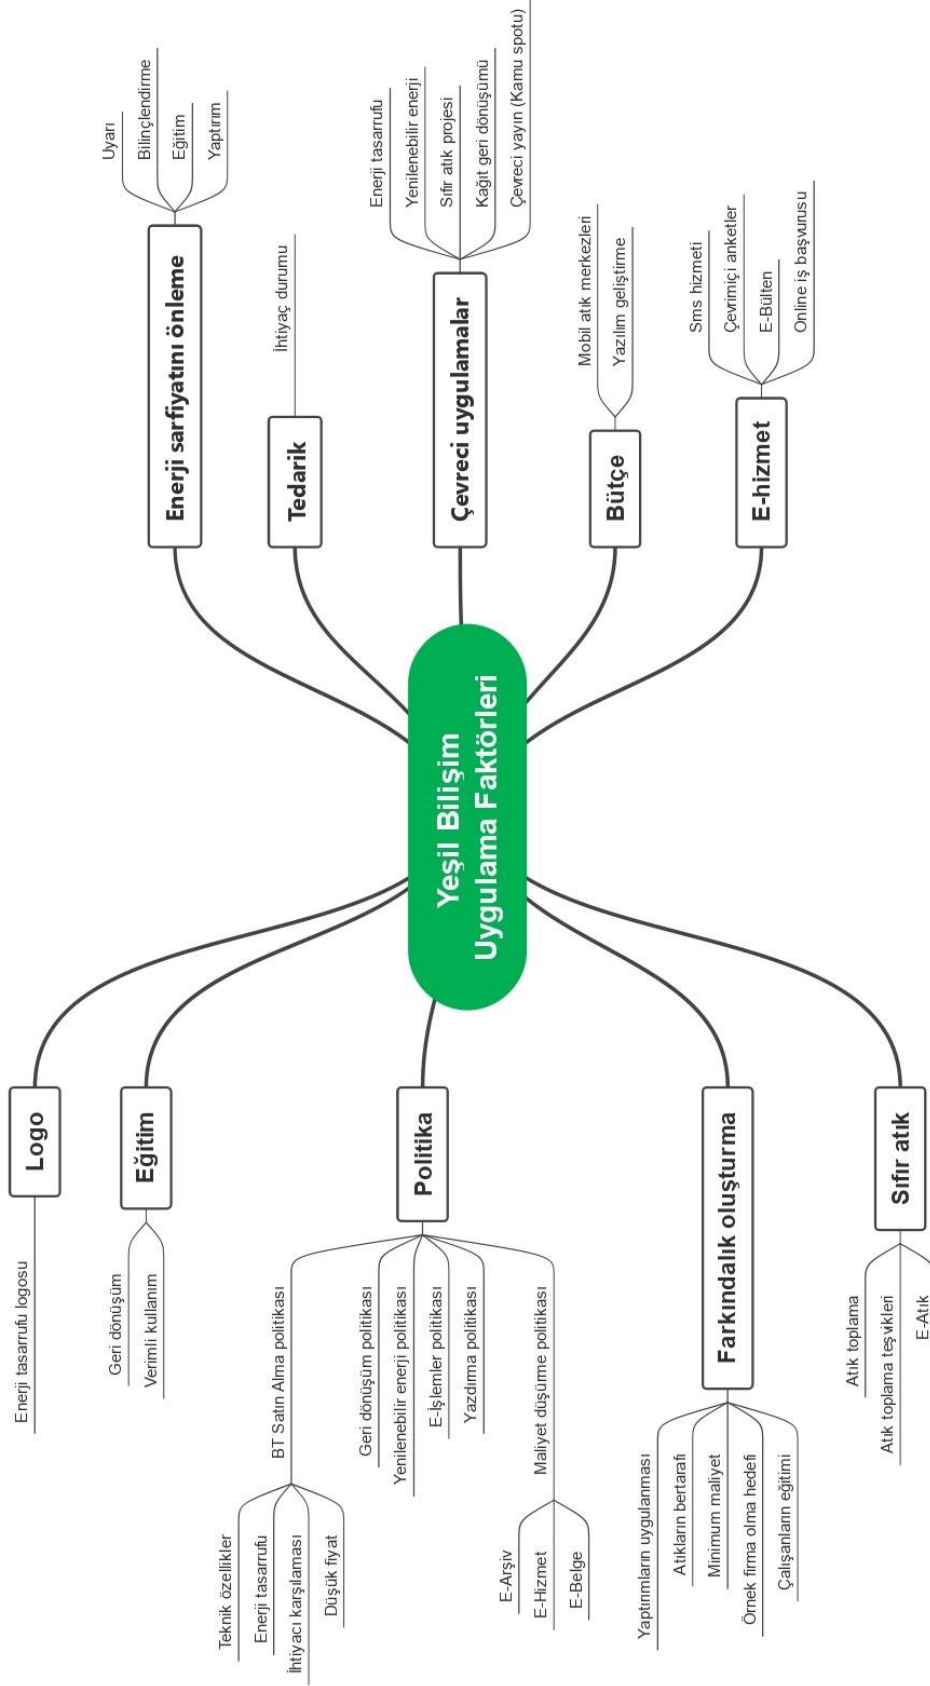 Yeşil Bilişim
Uygulama Faktörleri
Logo
Enerji tasarrufu logosu
Eğitim
Geri dönüşüm
Verimli kullanım
Politika
BT Satın Alma politikası
Teknik özellikler
Enerji tasarrufu
İhtiyacı karşılaması
Düşük fiyat
Geri dönüşüm politikası
Yenilenebilir enerji politikası
E-İşlemler politikası
Yazdırma politikası
Maliyet düşürme politikası
E-Arşiv
E-Hizmet
E-Belge
Farkındalık oluşturma
Yaptırımların uygulanması
Atıkların bertarafı
Minimum maliyet
Örnek firma olma hedefi
Çalışanların eğitimi
Sıfır atık
Atık toplama
Atık toplama teşvikleri
E-Atık
Enerji sarfiyatını önleme
Uyarı
Bilinçlendirme
Eğitim
Yaptırım
Tedarik
İhtiyaç durumu
Çevreci uygulamalar
Enerji tasarrufu
Yenilenebilir enerji
Sıfır atık projesi
Kağıt geri dönüşümü
Çevreci yayın (Kamu spotu)
Bütçe
Mobil atık merkezleri
Yazılım geliştirme
E-hizmet
Sms hizmeti
Çevrimiçi anketler
E-Bülten
Online iş başvurusu